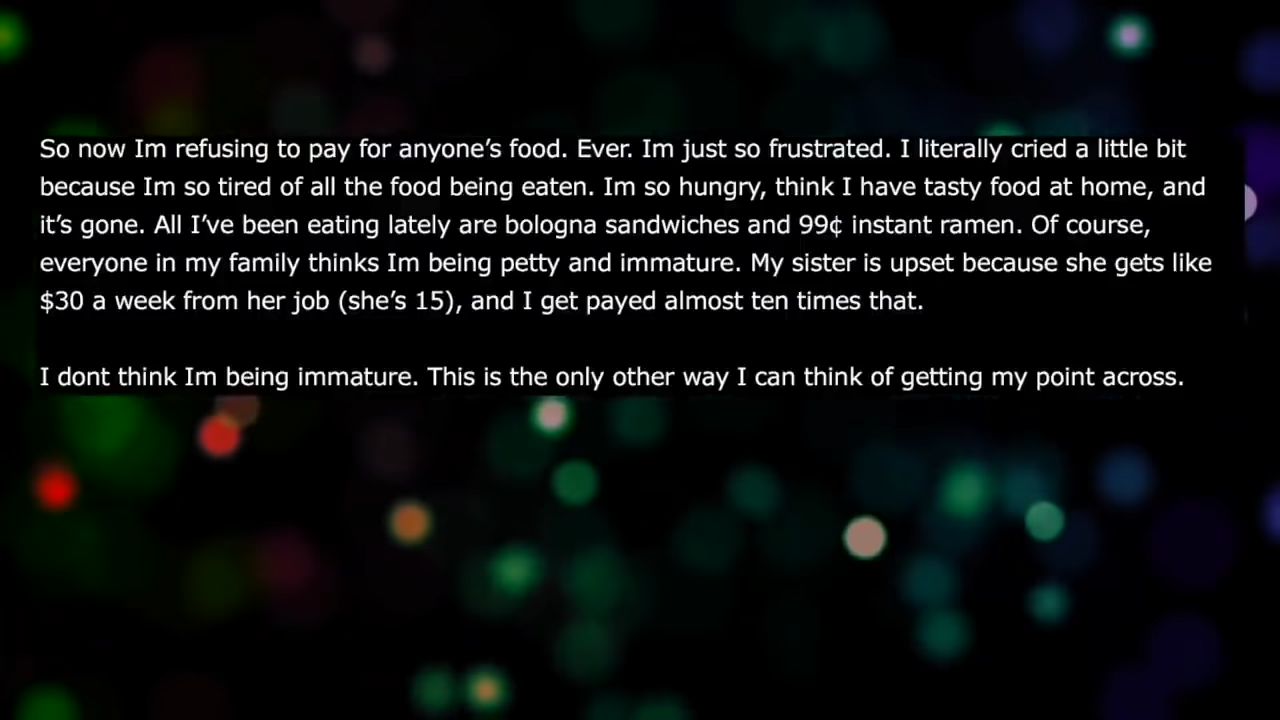 So now Im refusing to pay for anyone’s food. Ever. Im just so frustrated. I literally cried a little bit
because Im so tired of all the food being eaten. Im so hungry, think I have tasty food at home, and
it’s gone. All I’ve been eating lately are bologna sandwiches and 99¢ instant ramen. Of course,
everyone in my family thinks Im being petty and immature. My sister is upset because she gets like
$30 a week from her job (she’s 15), and I get payed almost ten times that.
I dont think Im being immature. This is the only other way I can think of getting my point across.